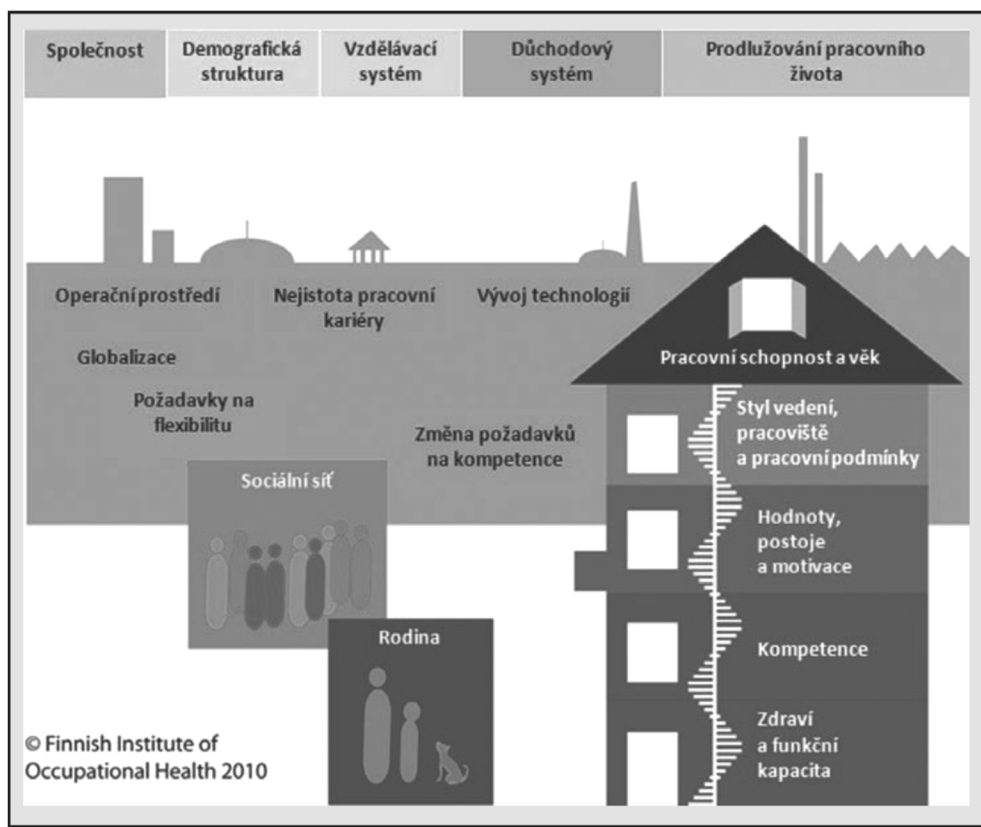 Společnost
Demografická
struktura
Vzdělávací
systém
Důchodový
systém
Prodlužování pracovního
života
Operační prostředí
Nejistota pracovní
kariéry
Vývoj technologií
Globalizace
Požadavky na
flexibilitu
Změna požadavků
na kompetence
Pracovní schopnost a věk
Styl vedení,
pracoviště
a pracovní podmínky
Sociální síť
Hodnoty,
postoje
a motivace
Rodina
Kompetence
Zdraví
a funkční
kapacita
© Finnish Institute of
Occupational Health 2010